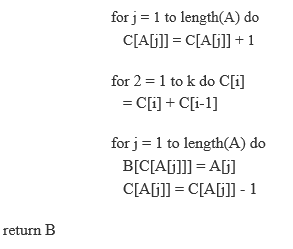 for j = 1 to length(A) do
C[A[j]] = C[A[j]] + 1
for 2 = 1 to k do C[i]
= C[i] + C[i-1]
for j = 1 to length(A) do
B[C[A[j]]] = A[j]
C[A[j]] = C[A[j]] - 1
return B